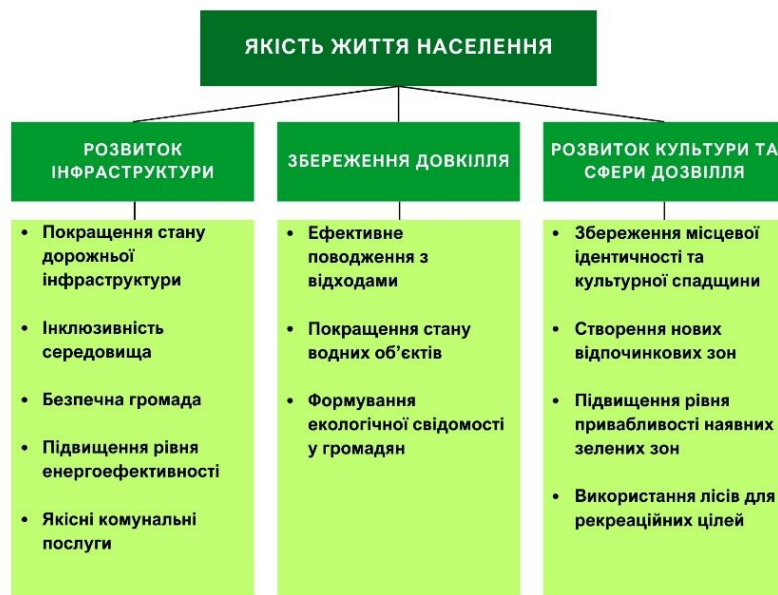 ЯКІСТЬ ЖИТТЯ НАСЕЛЕННЯ
РОЗВИТОК
ІНФРАСТРУКТУРИ
• Покращення стану
дорожньої
інфраструктури
• Інклюзивність
середовища
• Безпечна громада
• Підвищення рівня
енергоефективності
• Якісні комунальні
послуги
ЗБЕРЕЖЕННЯ ДОВКІЛЛЯ
• Ефективне
поводження з
відходами
• Покращення стану
водних об’єктів
• Формування
екологічної свідомості
у громадян
РОЗВИТОК КУЛЬТУРИ ТА
СФЕРИ ДОЗВІЛЛЯ
• Збереження місцевої
ідентичності та
культурної спадщини
• Створення нових
відпочинкових зон
• Підвищення рівня
привабливості наявних
зелених зон
• Використання лісів для
рекреаційних цілей